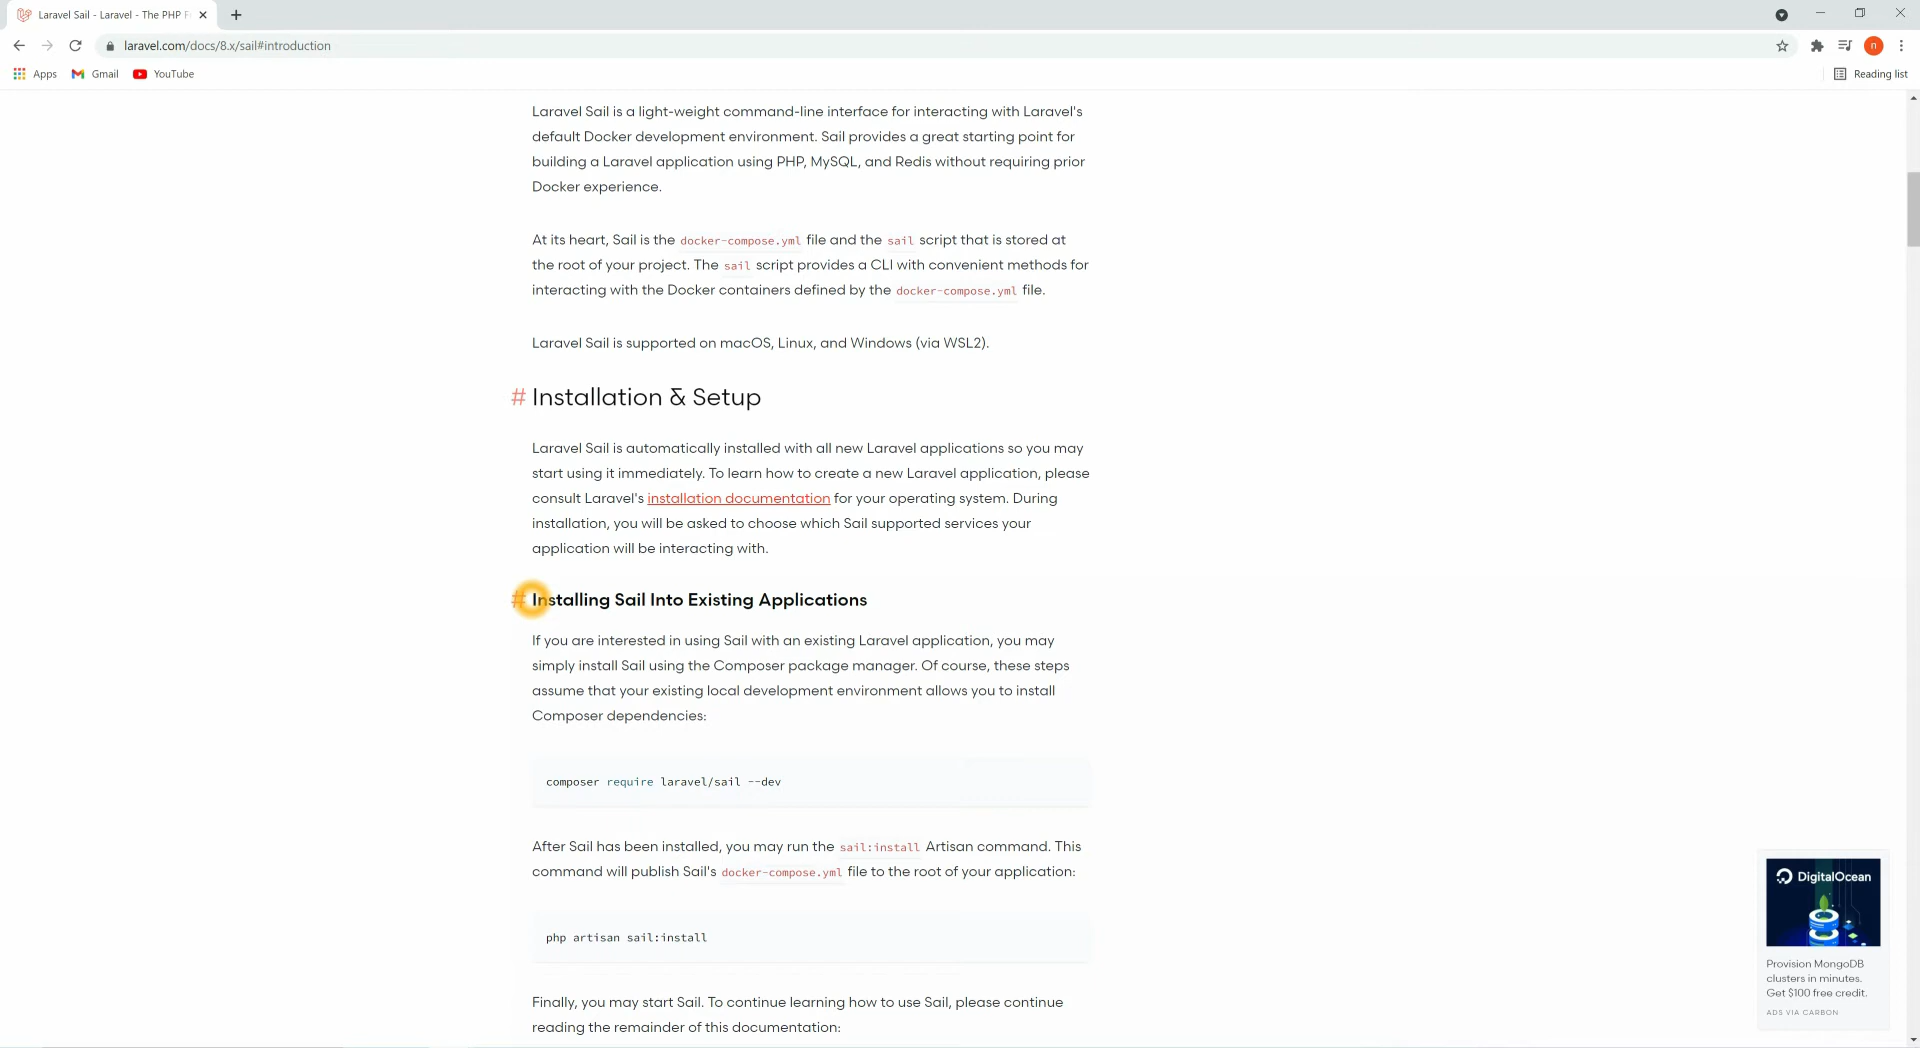 Laravel Sail - Laravel - The PHP F
laravel.com/docs/8.x/sail#introduction
n
Apps
Gmail
YouTube
Reading list
Laravel Sail is a light-weight command-line interface for interacting with Laravel's
default Docker development environment. Sail provides a great starting point for
building a Laravel application using PHP, MySQL, and Redis without requiring prior
Docker experience.
At its heart, Sail is the docker-compose.yml file and the sail script that is stored at
the root of your project. The sail script provides a CLI with convenient methods for
interacting with the Docker containers defined by the docker-compose.yml file.
Laravel Sail is supported on macOS, Linux, and Windows (via WSL2).
# Installation & Setup
Laravel Sail is automatically installed with all new Laravel applications so you may
start using it immediately. To learn how to create a new Laravel application, please
consult Laravel's installation documentation for your operating system. During
installation, you will be asked to choose which Sail supported services your
application will be interacting with.
# Installing Sail Into Existing Applications
If you are interested in using Sail with an existing Laravel application, you may
simply install Sail using the Composer package manager. Of course, these steps
assume that your existing local development environment allows you to install
Composer dependencies:
composer require laravel/sail --dev
After Sail has been installed, you may run the sail:install Artisan command. This
command will publish Sail's docker-compose.yml file to the root of your application:
php artisan sail:install
Finally, you may start Sail. To continue learning how to use Sail, please continue
reading the remainder of this documentation:
DigitalOcean
Provision MongoDB
clusters in minutes.
Get $100 free credit.
ADS VIA CARBON